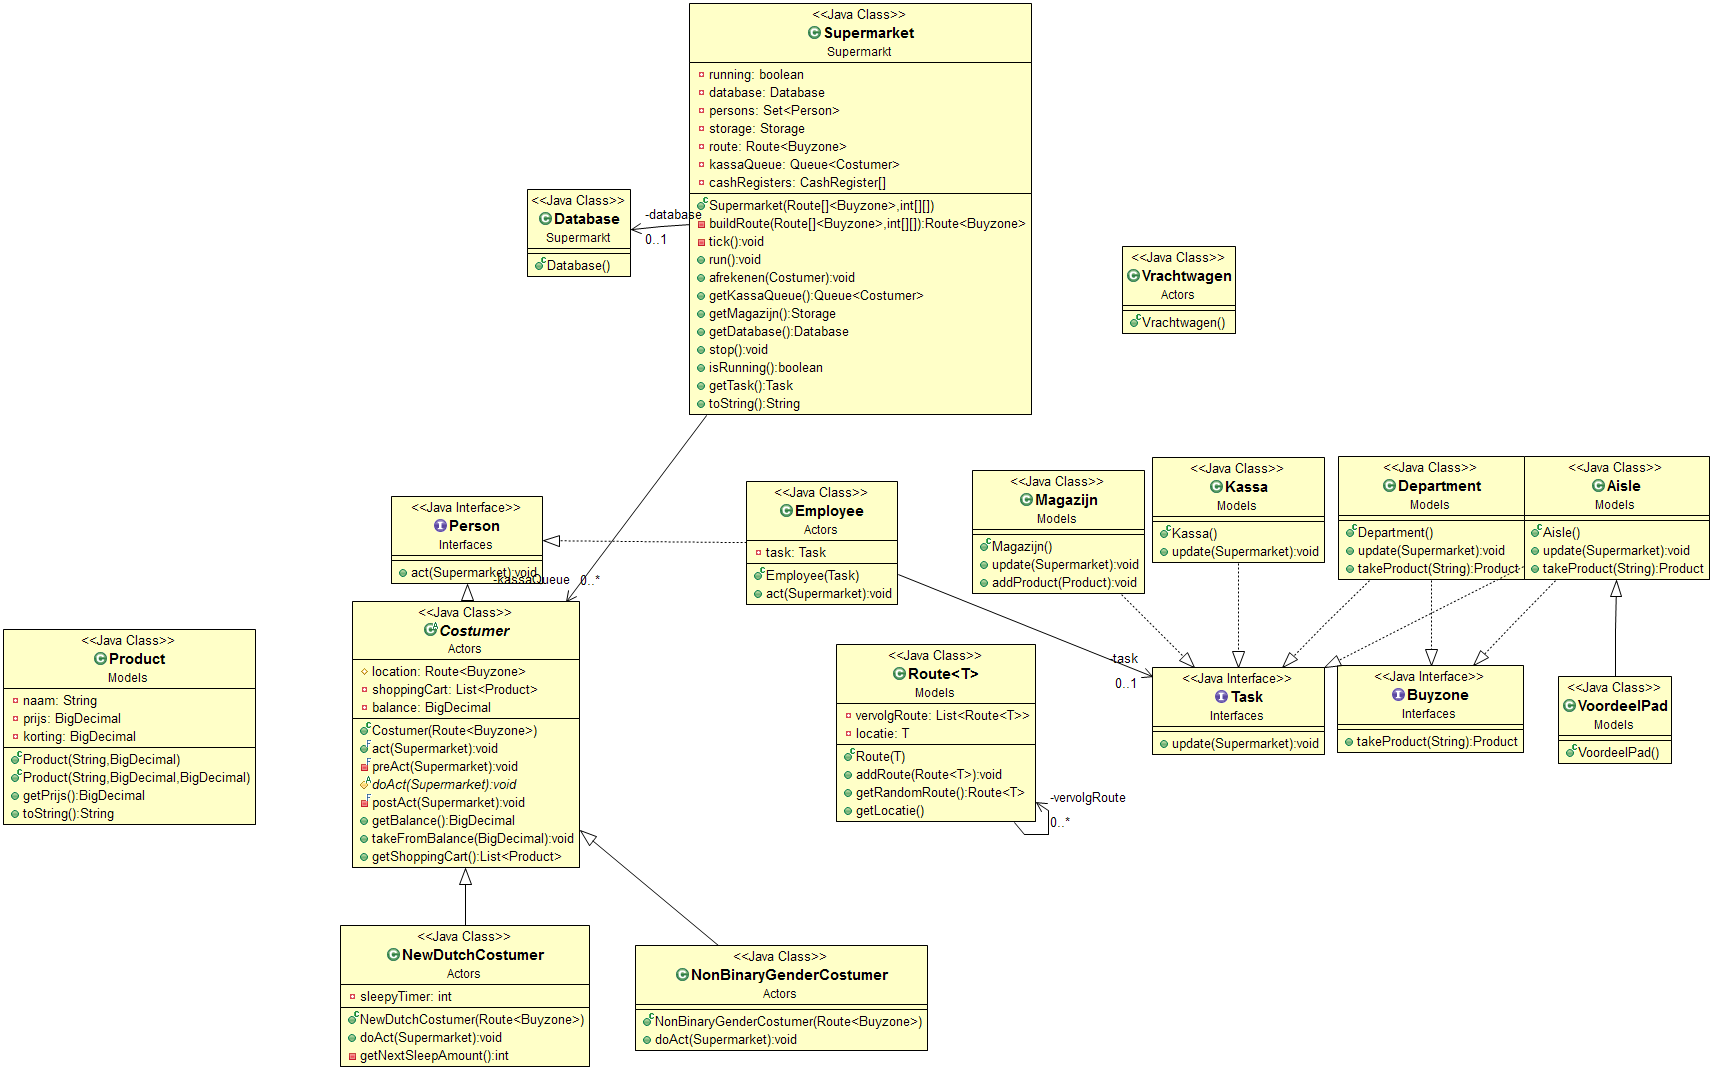 <<Java Class>>
Supermarket
Supermarkt
running: boolean
database: Database
persons: Set<Person>
storage: Storage
route: Route<Buyzone>
kassaQueue: Queue<Costumer>
cashRegisters: CashRegister[]
Supermarket(Route[]<Buyzone>,int[][])
buildRoute(Route[]<Buyzone>,int[][]):Route<Buyzone>
tick():void
run():void
afrekenen(Costumer):void
getKassaQueue():Queue<Costumer>
getMagazijn():Storage
getDatabase():Database
stop():void
isRunning():boolean
getTask():Task
toString():String
<<Java Class>>
Database
Supermarkt
Database()
-database
0..1
<<Java Class>>
Vrachtwagen
Actors
Vrachtwagen()
<<Java Interface>>
Person
Interfaces
act(Supermarket):void
-kassaQueue
0..*
<<Java Class>>
Employee
Actors
task: Task
Employee(Task)
act(Supermarket):void
<<Java Class>>
Magazijn
Models
Magazijn()
update(Supermarket):void
addProduct(Product):void
<<Java Class>>
Kassa
Models
Kassa()
update(Supermarket):void
<<Java Class>>
Department
Models
Department()
update(Supermarket):void
takeProduct(String):Product
<<Java Class>>
Aisle
Models
Aisle()
update(Supermarket):void
takeProduct(String):Product
<<Java Class>>
Product
Models
naam: String
prijs: BigDecimal
korting: BigDecimal
Product(String,BigDecimal)
Product(String,BigDecimal,BigDecimal)
getPrijs():BigDecimal
toString():String
<<Java Class>>
Costumer
Actors
location: Route<Buyzone>
shoppingCart: List<Product>
balance: BigDecimal
Costumer(Route<Buyzone>)
act(Supermarket):void
preAct(Supermarket):void
doAct(Supermarket):void
postAct(Supermarket):void
getBalance():BigDecimal
takeFromBalance(BigDecimal):void
getShoppingCart():List<Product>
<<Java Class>>
Route<T>
Models
vervolgRoute: List<Route<T>>
locatie: T
Route(T)
addRoute(Route<T>):void
getRandomRoute():Route<T>
getLocatie()
-vervolgRoute
0..*
-task
0..1
<<Java Interface>>
Task
Interfaces
update(Supermarket):void
<<Java Interface>>
Buyzone
Interfaces
takeProduct(String):Product
<<Java Class>>
VoordeelPad
Models
VoordeelPad()
<<Java Class>>
NewDutchCostumer
Actors
sleepyTimer: int
NewDutchCostumer(Route<Buyzone>)
doAct(Supermarket):void
getNextSleepAmount():int
<<Java Class>>
NonBinaryGenderCostumer
Actors
NonBinaryGenderCostumer(Route<Buyzone>)
doAct(Supermarket):void